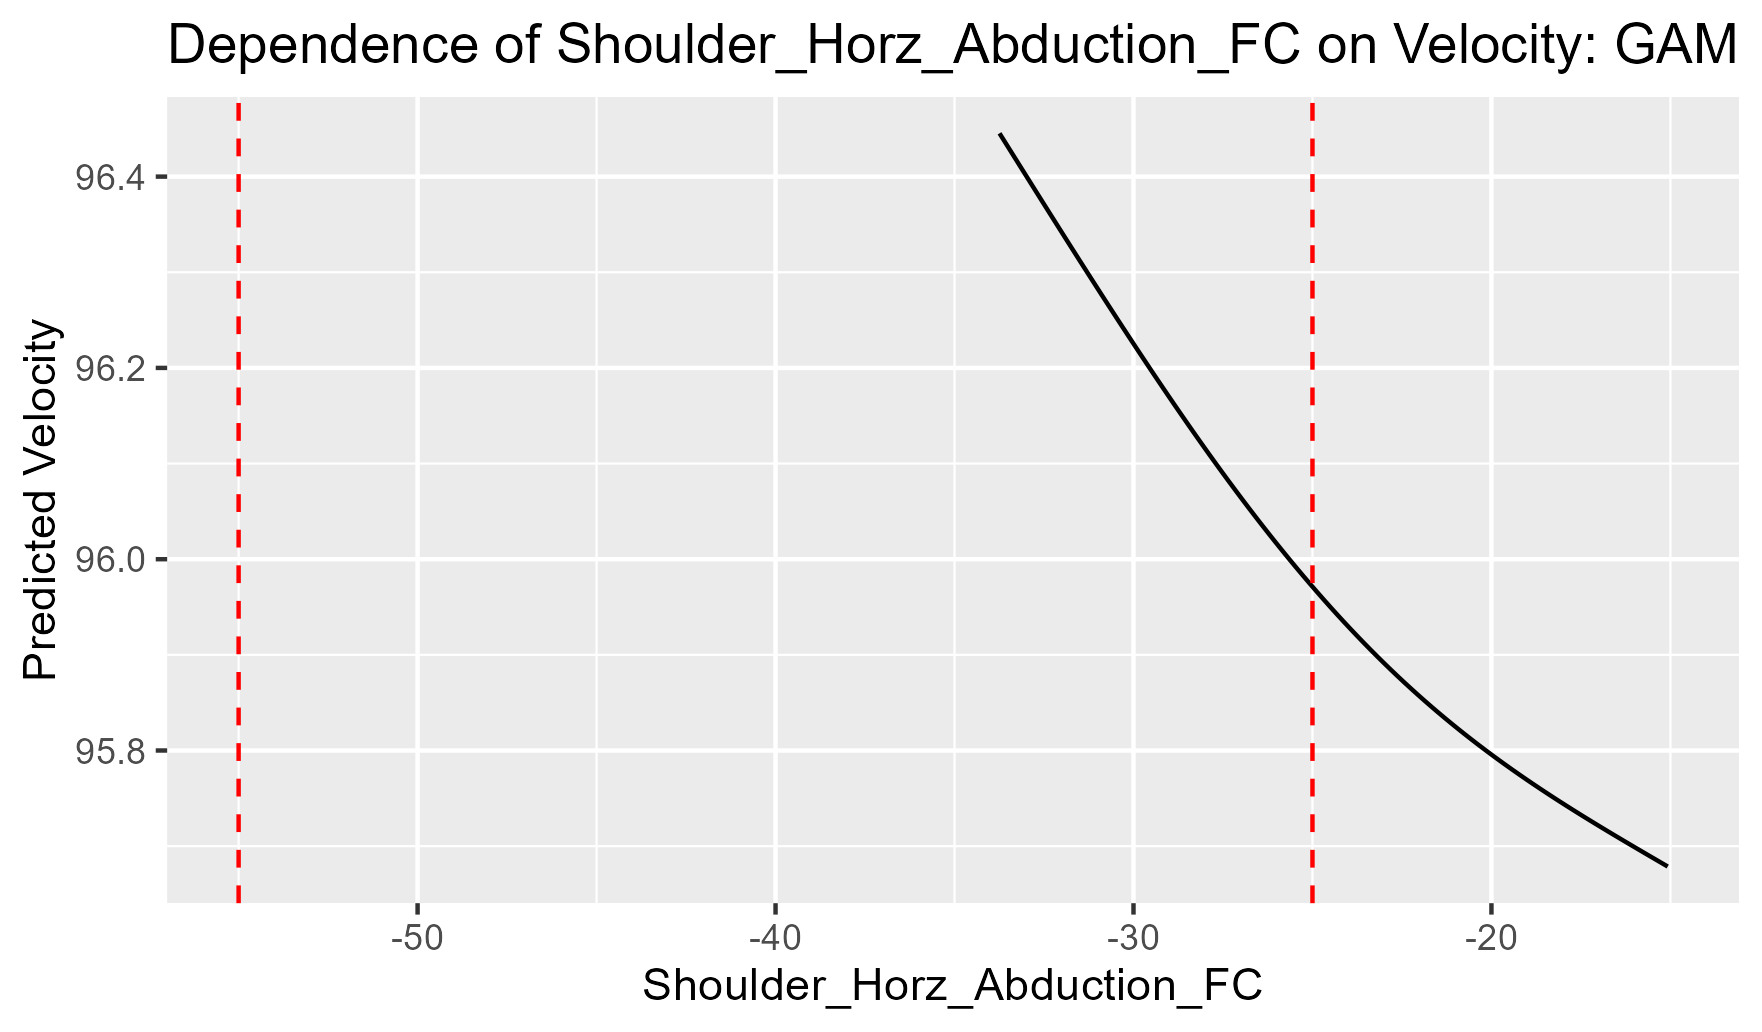 Dependence of Shoulder_Horz_Abduction_FC on Velocity: GAM
Predicted Velocity
96.4
96.2
96.0
95.8
-50
-40
-30
-20
Shoulder_Horz_Abduction_FC